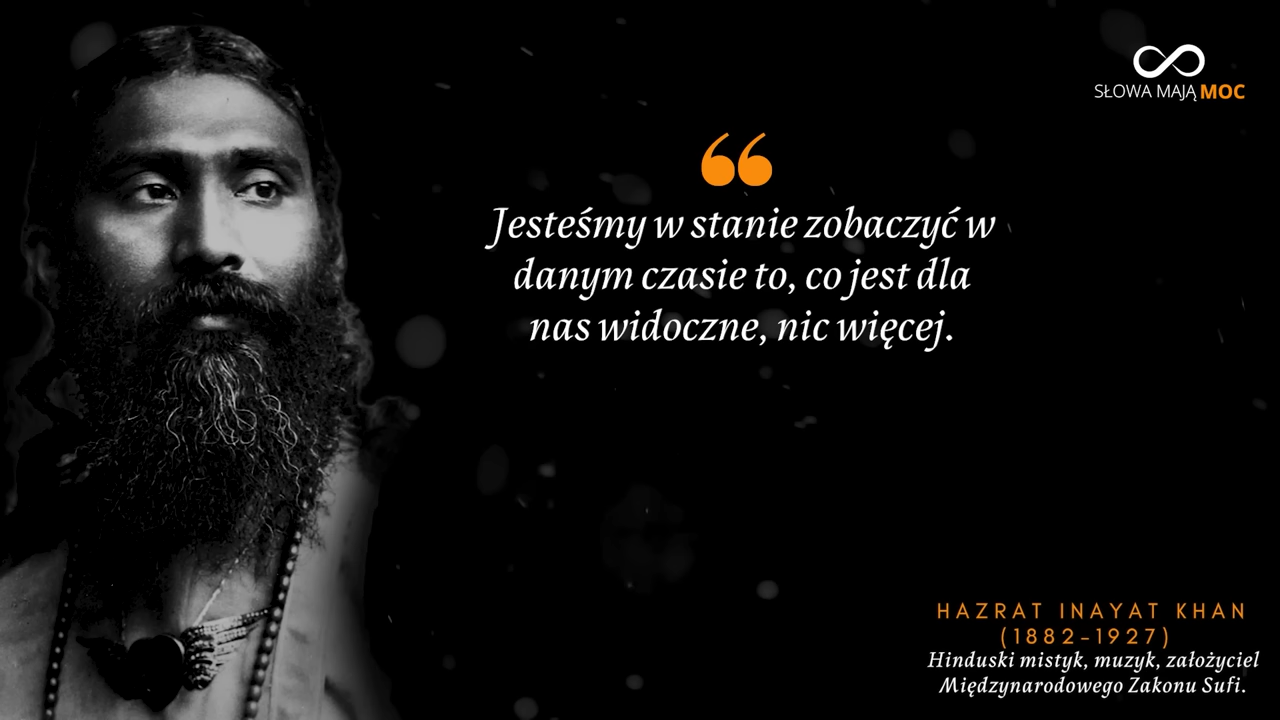 SŁOWA MAJĄ MOC
Jesteśmy w stanie zobaczyć w
danym czasie to, co jest dla
nas widoczne, nic więcej.
HAZRAT INAYAT KHAN
(1882-1927)
Hinduski mistyk, muzyk, założyciel
Międzynarodowego Zakonu Sufi.